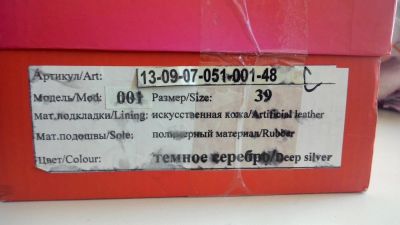 Артикул/Art: 13-09-07-051-001-48 C
Модель/Mod: 001 Размер/Size: 39
Мат.подкладки/Lining: искусственная кожа/Artificial leather
Мат.подошвы/Sole: полимерный материал/Rubber
Цвет/Colour: темное серебро/Deep silver